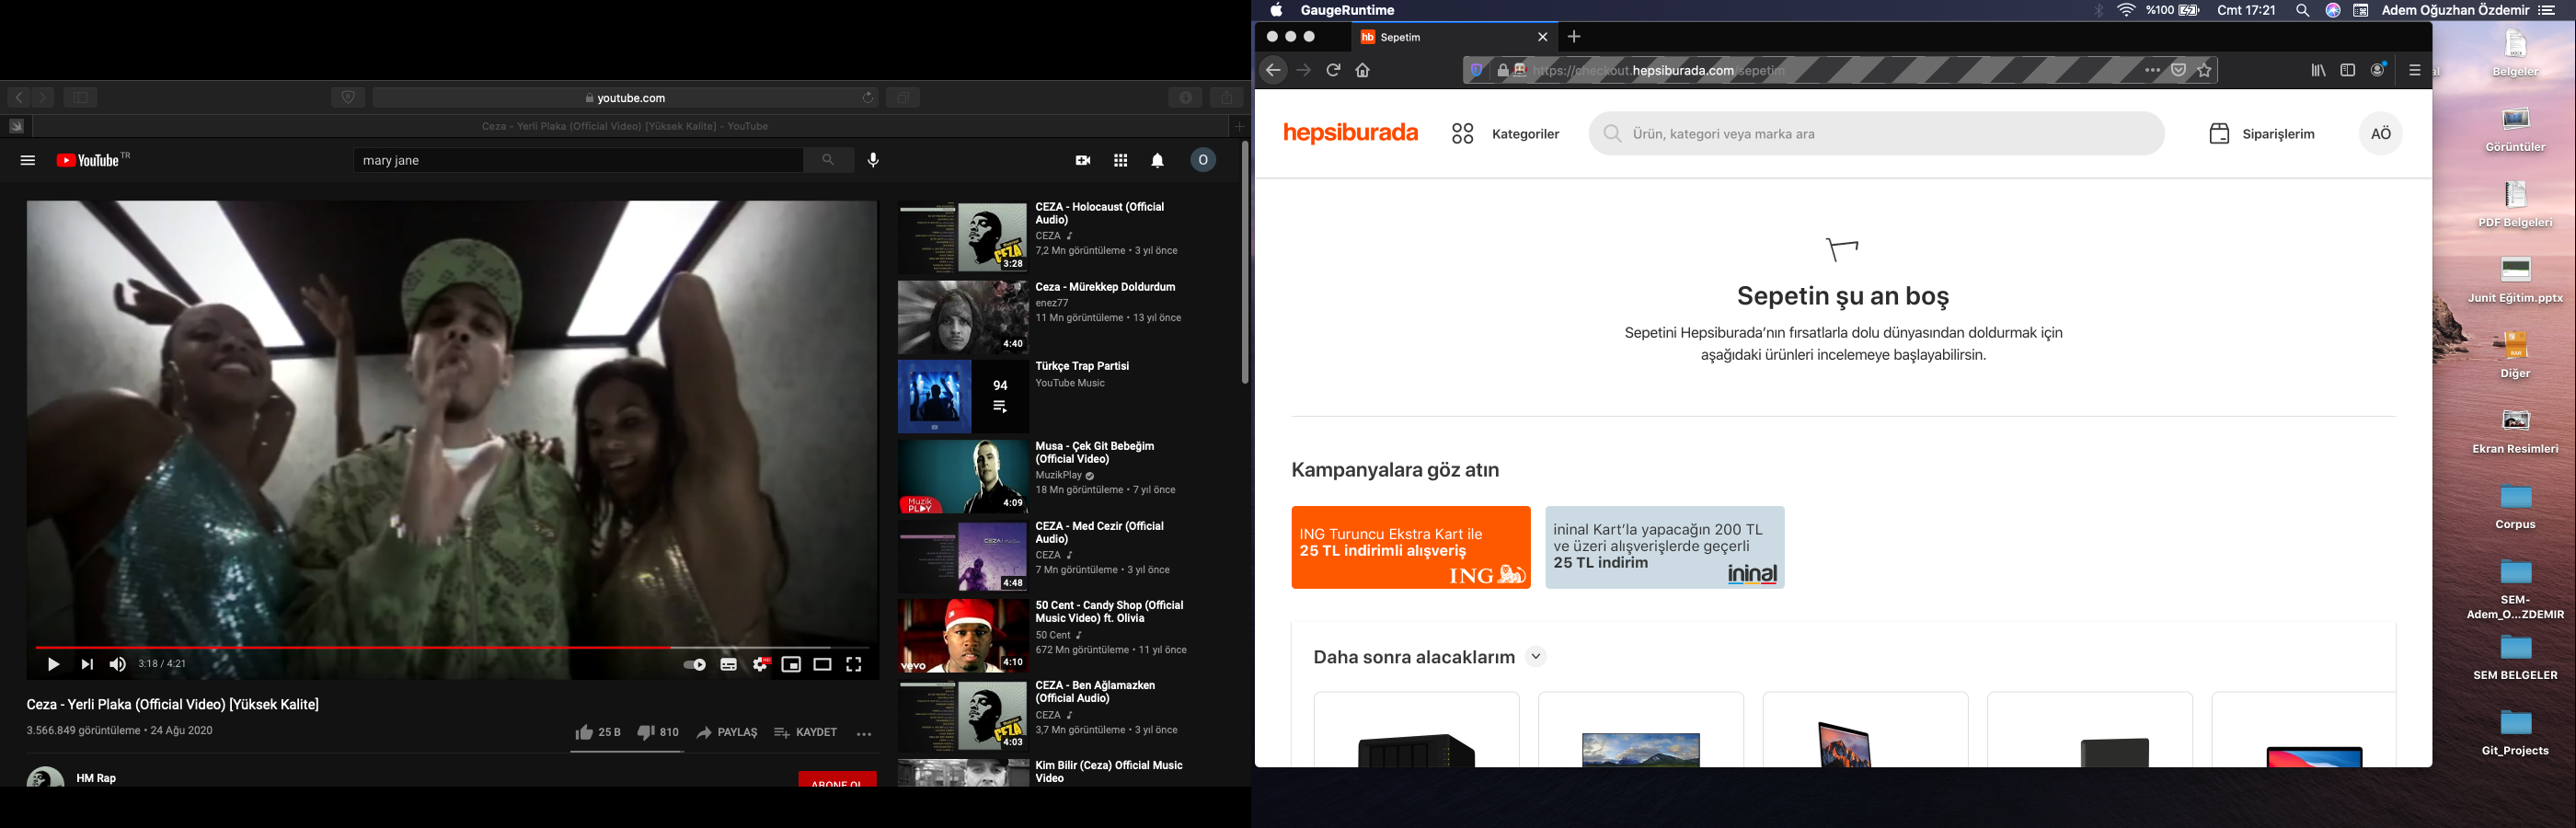 youtube.com
Ceza - Yerli Plaka (Official Video) [Yüksek Kalite] - YouTube
YouTube TR
mary jane
O
3:18 / 4:21
Ceza - Yerli Plaka (Official Video) [Yüksek Kalite]
3.566.849 görüntüleme • 24 Ağu 2020
25 B
810
PAYLAŞ
KAYDET
HM Rap
ABONE OL
CEZA - Holocaust (Official
Audio)
CEZA
7,2 Mn görüntüleme • 3 yıl önce
CEZA
3:28
Ceza - Mürekkep Doldurdum
enez77
11 Mn görüntüleme • 13 yıl önce
4:40
Türkçe Trap Partisi
YouTube Music
94
Musa - Çek Git Bebeğim
(Official Video)
MuzikPlay
18 Mn görüntüleme • 7 yıl önce
Muzik
PLAY
4:09
CEZA - Med Cezir (Official
Audio)
CEZA
7 Mn görüntüleme • 3 yıl önce
4:48
50 Cent - Candy Shop (Official
Music Video) ft. Olivia
50 Cent
672 Mn görüntüleme • 11 yıl önce
vevo
4:10
CEZA - Ben Ağlamazken
(Official Audio)
CEZA
3,7 Mn görüntüleme • 3 yıl önce
CEZA
4:03
Kim Bilir (Ceza) Official Music
Video
GaugeRuntime
%100
Cmt 17:21
Adem Oğuzhan Özdemir
hb
Sepetim
https://checkout.hepsiburada.com/sepetim
hepsiburada
Kategoriler
Ürün, kategori veya marka ara
Siparişlerim
AÖ
Sepetin şu an boş
Sepetini Hepsiburada'nın fırsatlarla dolu dünyasından doldurmak için
aşağıdaki ürünleri incelemeye başlayabilirsin.
Kampanyalara göz atın
ING Turuncu Ekstra Kart ile
25 TL indirimli alışveriş
ING
ininal Kart'la yapacağın 200 TL
ve üzeri alışverişlerde geçerli
25 TL indirim
ininal
Daha sonra alacaklarım
Belgeler
Görüntüler
PDF Belgeleri
Junit Eğitim.pptx
Diğer
Ekran Resimleri
Corpus
SEM-
Adem_O...ZDEMIR
SEM BELGELER
Git_Projects